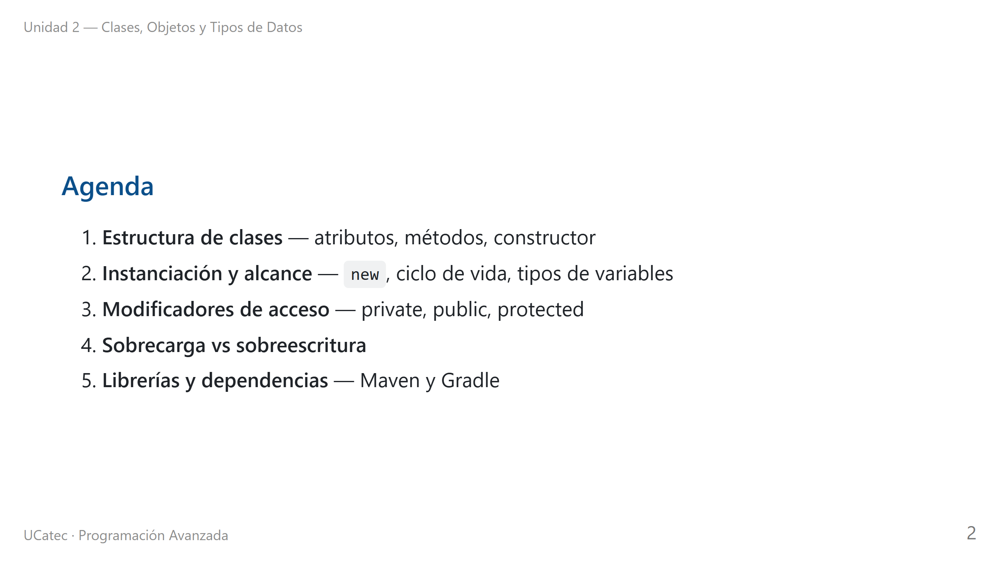 Unidad 2 — Clases, Objetos y Tipos de Datos
Agenda
1. Estructura de clases — atributos, métodos, constructor
2. Instanciación y alcance — new, ciclo de vida, tipos de variables
3. Modificadores de acceso — private, public, protected
4. Sobrecarga vs sobreescritura
5. Librerías y dependencias — Maven y Gradle
UCatec · Programación Avanzada
2